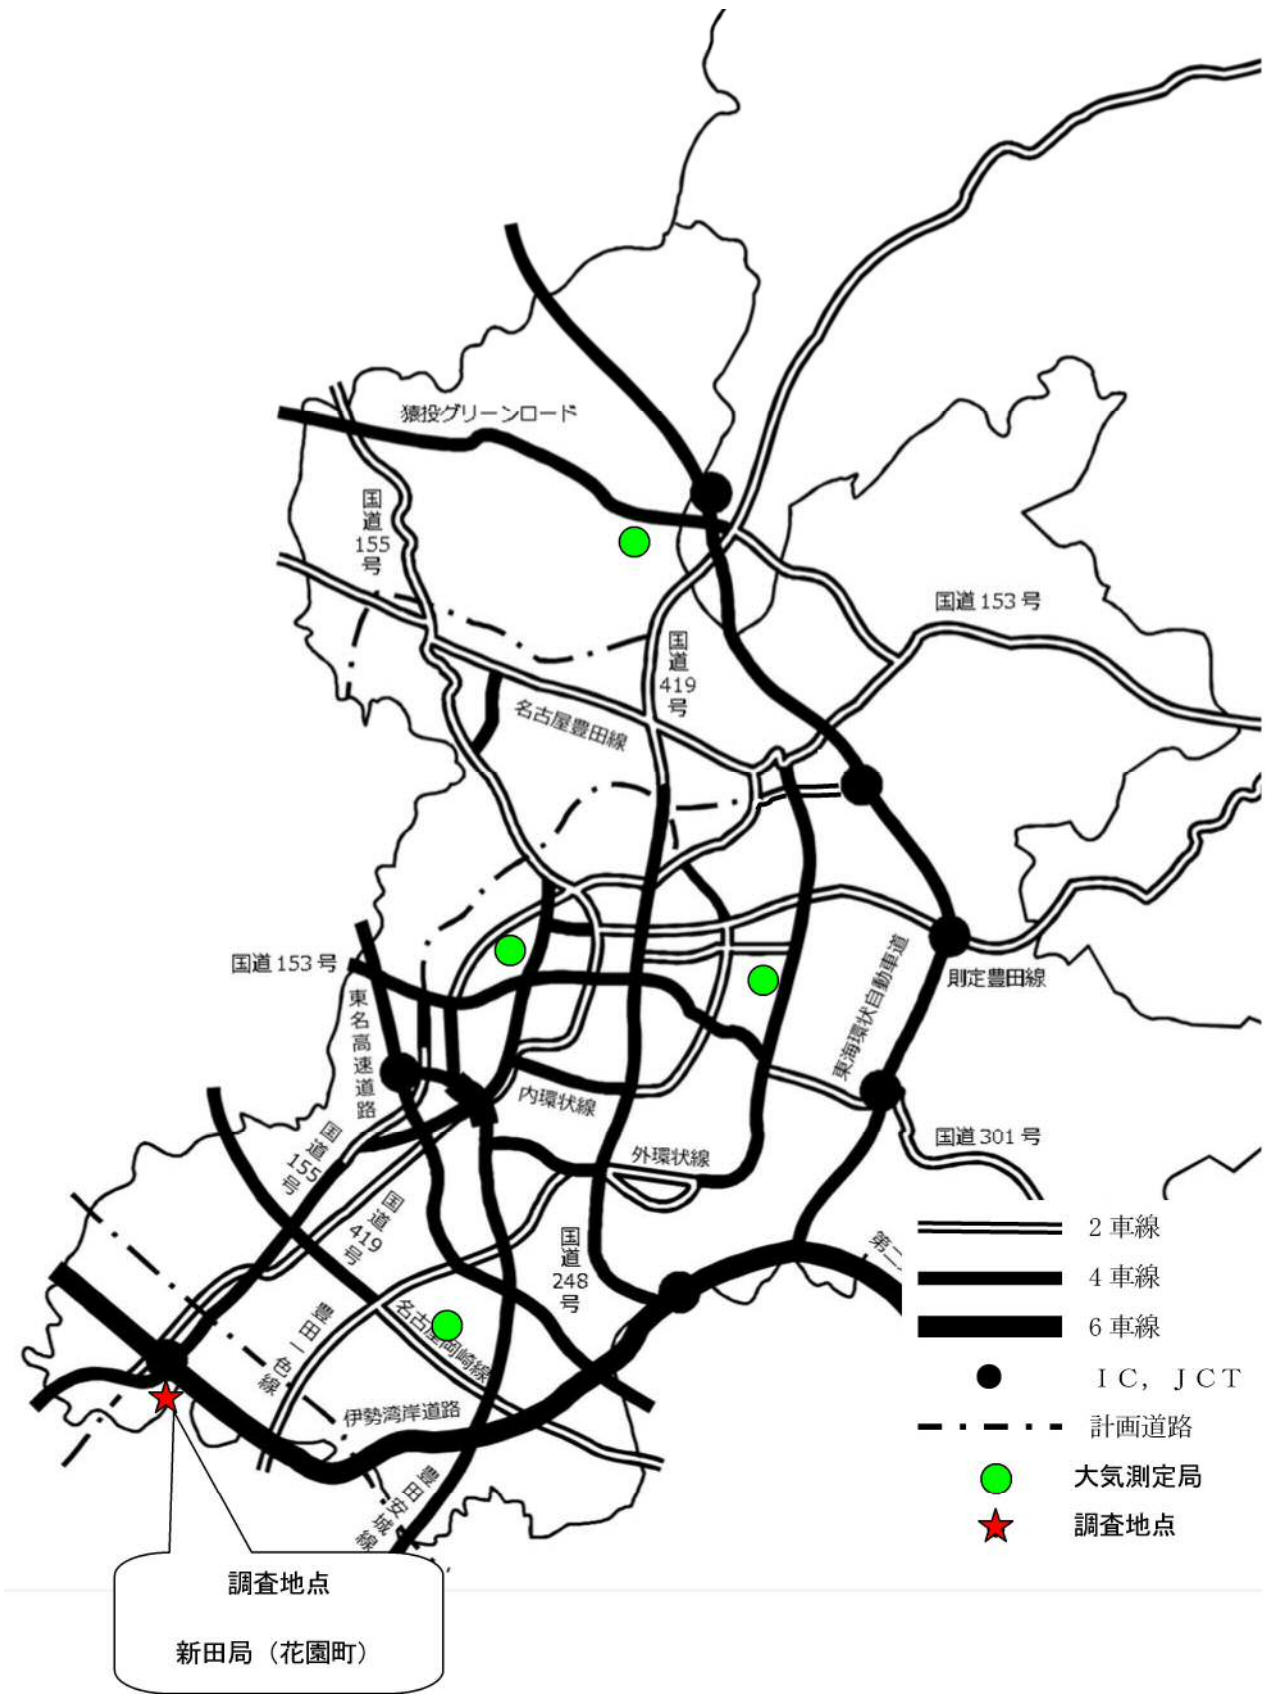 猿投グリーンロード
国道155号
国道153号
国道419号
名古屋豊田線
国道153号
東名高速道路
則定豊田線
東海環状自動車道
内環状線
国道155号
外環状線
国道301号
国道419号
国道248号
第二
豊田一色線
名古屋岡崎線
伊勢湾岸道路
豊田安城線
2車線
4車線
6車線
IC, JCT
計画道路
大気測定局
調査地点
調査地点
新田局（花園町）